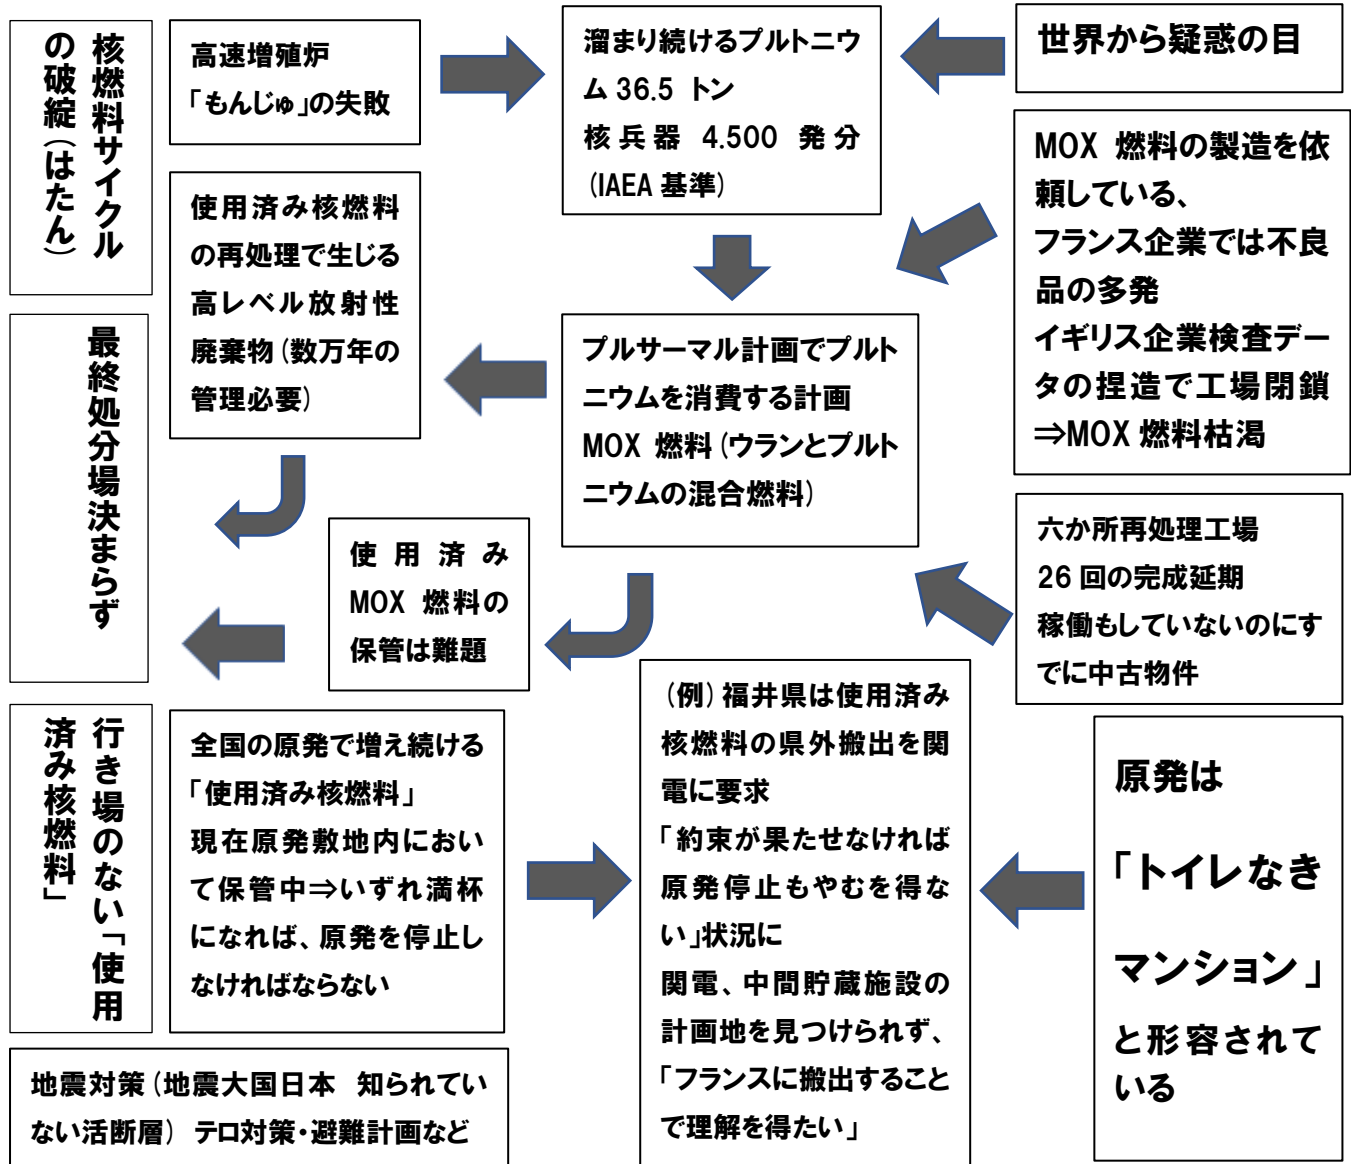 核燃料サイクル
の破綻（はたん）
高速増殖炉
「もんじゅ」の失敗
溜まり続けるプルトニウ
ム 36.5 トン
核兵器 4.500 発分
（IAEA 基準）
世界から疑惑の目
MOX 燃料の製造を依
頼している、
フランス企業では不良
品の多発
イギリス企業検査デー
タの捏造で工場閉鎖
⇒MOX 燃料枯渇
使用済み核燃料
の再処理で生じる
高レベル放射性
廃棄物（数万年の
管理必要）
プルサーマル計画でプルト
ニウムを消費する計画
MOX 燃料（ウランとプルト
ニウムの混合燃料）
最終処分場決まらず
使用済み
MOX 燃料の
保管は難題
六か所再処理工場
26 回の完成延期
稼働もしていないのにす
でに中古物件
行き場のない「使用
済み核燃料」
全国の原発で増え続ける
「使用済み核燃料」
現在原発敷地内におい
て保管中⇒いずれ満杯
になれば、原発を停止し
なければならない
（例）福井県は使用済み
核燃料の県外搬出を関
電に要求
「約束が果たせなければ
原発停止もやむを得な
い」状況に
関電、中間貯蔵施設の
計画地を見つけられず、
「フランスに搬出すること
で理解を得たい」
原発は
「トイレなき
マンション」
と形容されて
いる
地震対策（地震大国日本 知られてい
ない活断層） テロ対策・避難計画など